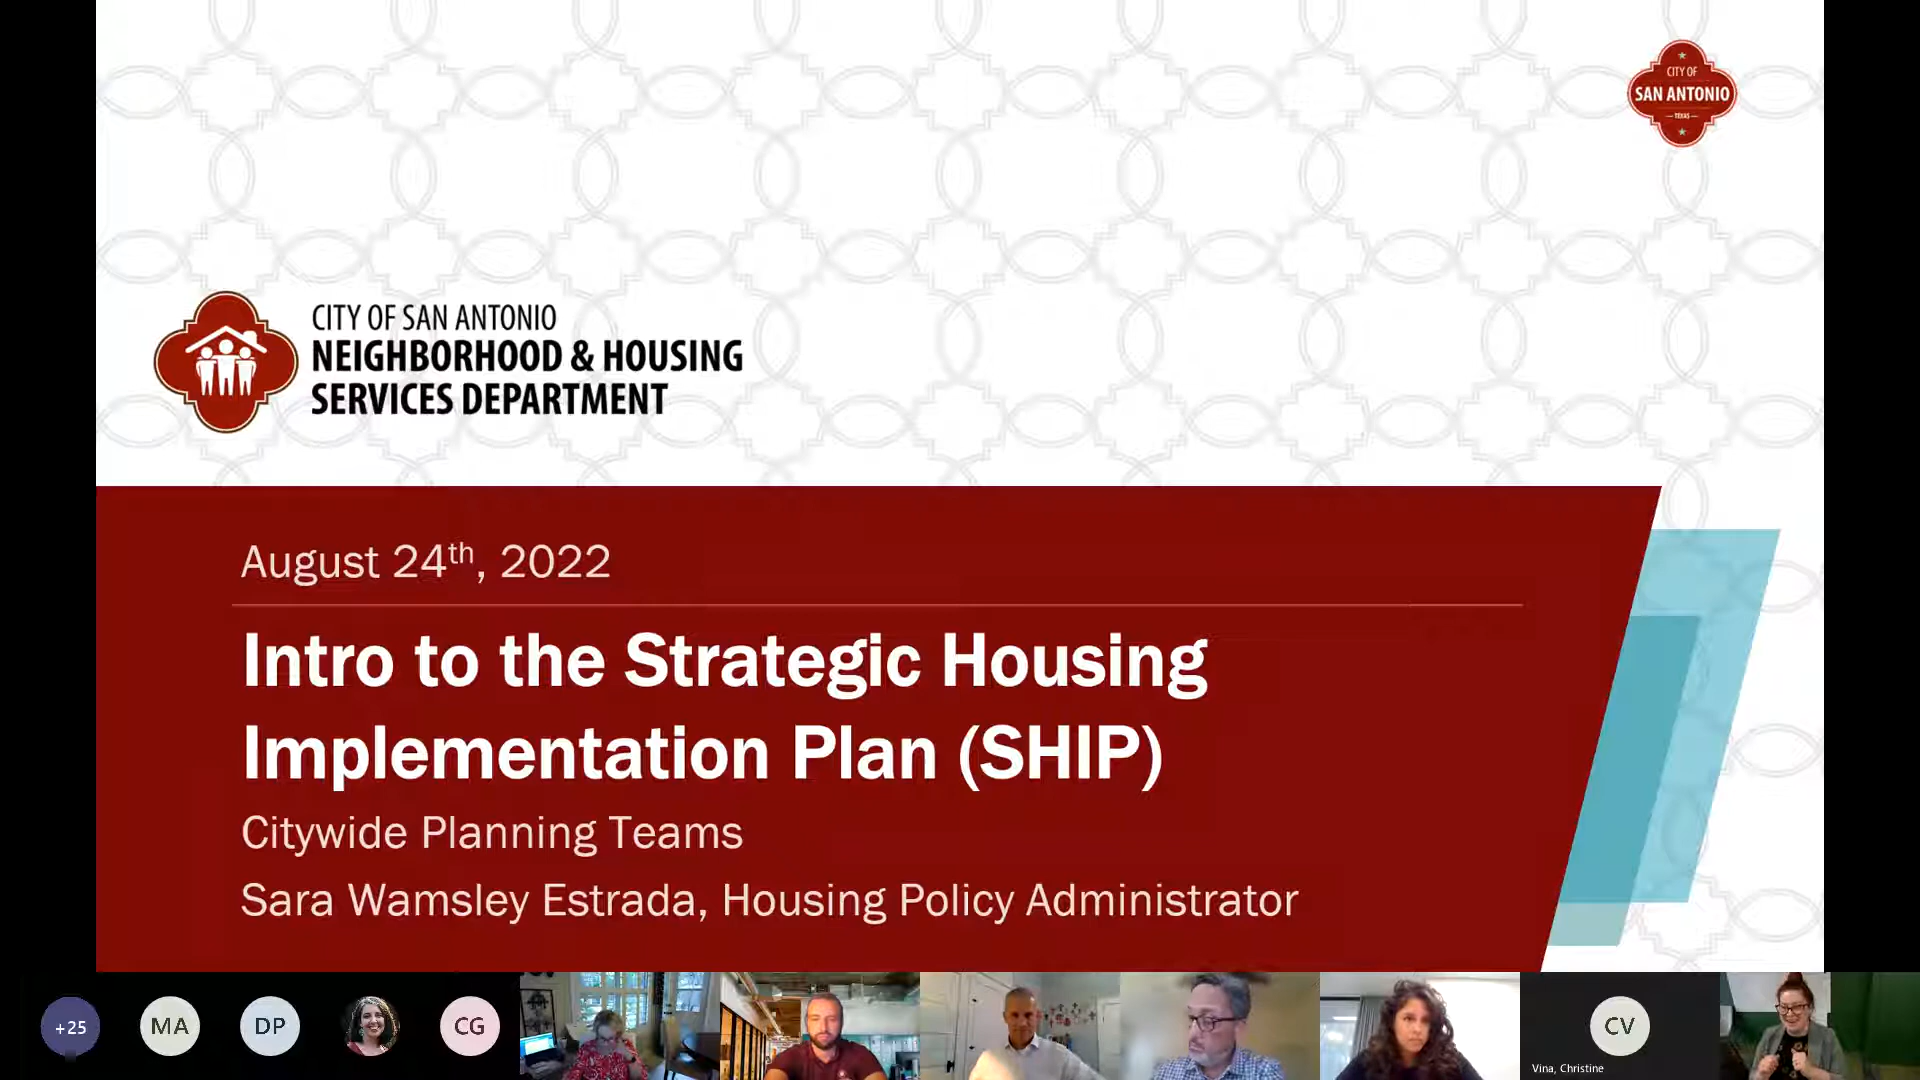 CITY OF
SAN ANTONIO
TEXAS
CITY OF SAN ANTONIO
NEIGHBORHOOD & HOUSING
SERVICES DEPARTMENT
August 24th, 2022
Intro to the Strategic Housing
Implementation Plan (SHIP)
Citywide Planning Teams
Sara Wamsley Estrada, Housing Policy Administrator
+25
MA
DP
CG
CV
Vina, Christine